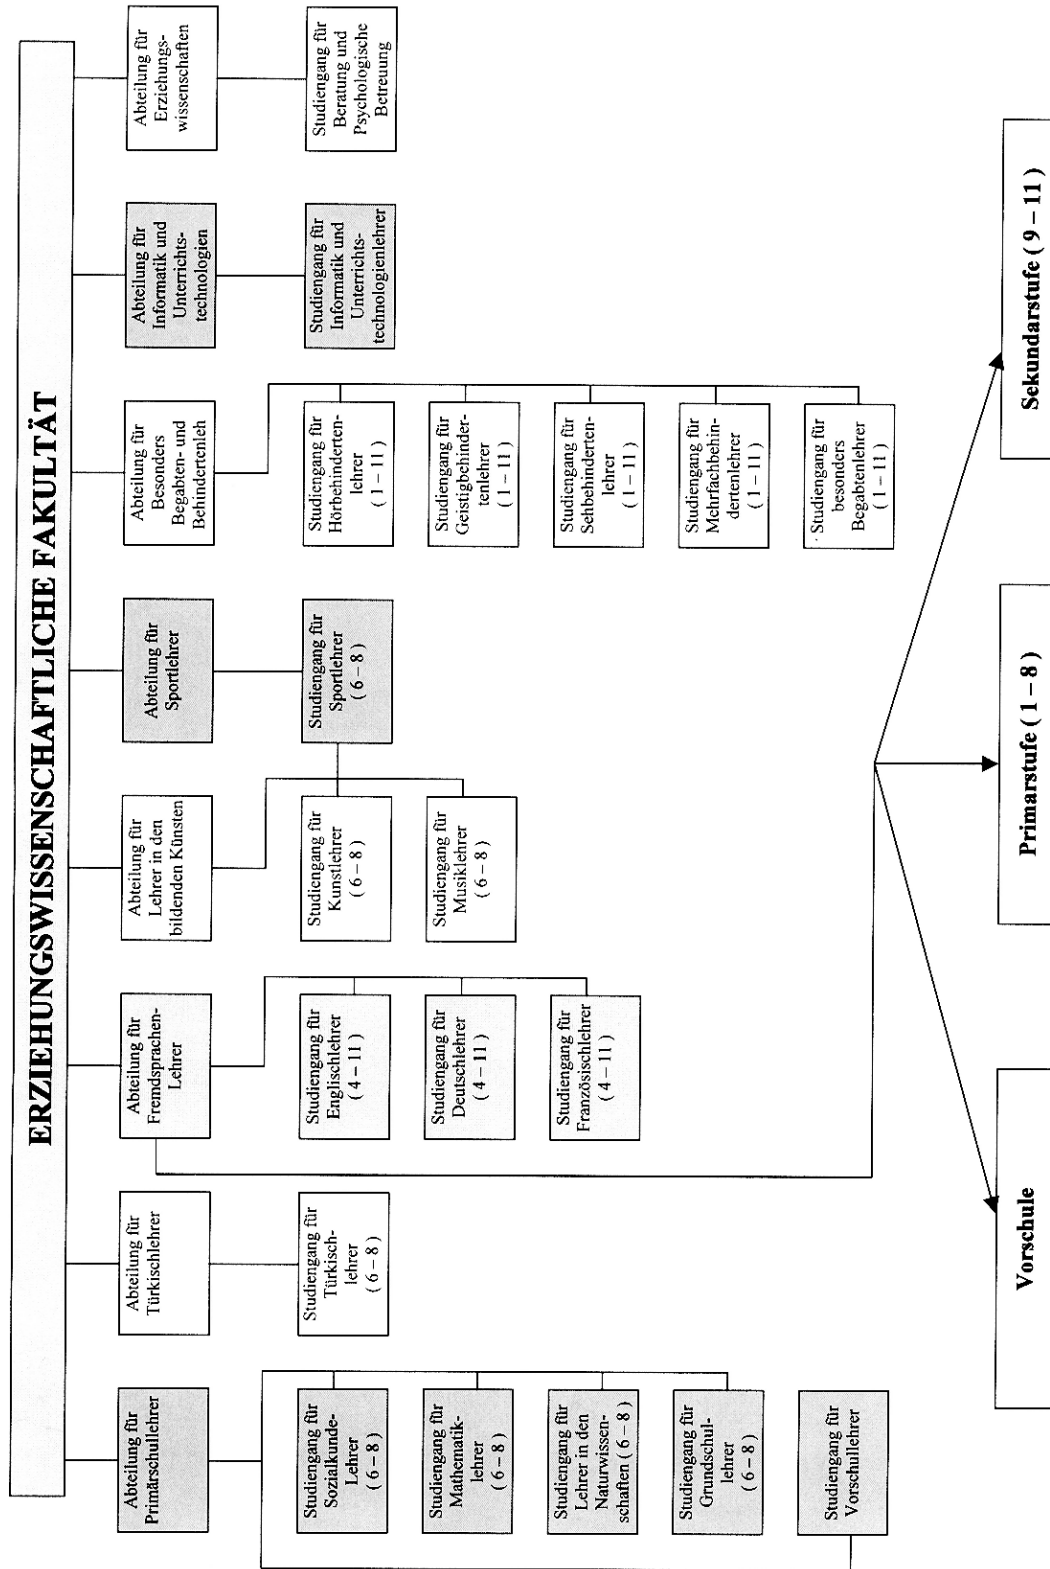 ERZIEHUNGSWISSENSCHAFTLICHE FAKULTÄT
Abteilung für
Primärschullehrer
Studiengang für
Sozialkunde-
Lehrer
(6 – 8)
Studiengang für
Mathematik-
lehrer
(6 – 8)
Studiengang für
Lehrer in den
Naturwissen-
schaften (6 – 8)
Studiengang für
Grundschul-
lehrer
(6 – 8)
Studiengang für
Vorschullehrer
Abteilung für
Türkischlehrer
Studiengang für
Türkisch-
lehrer
(6 – 8)
Abteilung für
Fremdsprachen-
Lehrer
Studiengang für
Englischlehrer
( 4 – 11 )
Studiengang für
Deutschlehrer
( 4 – 11 )
Studiengang für
Französischlehrer
( 4 – 11 )
Abteilung für
Lehrer in den
bildenden Künsten
Studiengang für
Kunstlehrer
( 6 – 8 )
Studiengang für
Musiklehrer
( 6 – 8 )
Abteilung für
Sportlehrer
Studiengang für
Sportlehrer
( 6 – 8 )
Abteilung für
Besonders
Begabten- und
Behindertenleh
Studiengang für
Hörbehinderten-
lehrer
( 1 – 11 )
Studiengang für
Geistigbehinder-
tenlehrer
( 1 – 11 )
Studiengang für
Sehbehinderten-
lehrer
( 1 – 11 )
Studiengang für
Mehrfachbehin-
dertenlehrer
( 1 – 11 )
Studiengang für
besonders
Begabtenlehrer
( 1 – 11 )
Abteilung für
Informatik und
Unterrichts-
technologien
Studiengang für
Informatik und
Unterrichts-
technologienlehrer
Abteilung für
Erziehungs-
wissenschaften
Studiengang für
Beratung und
Psychologische
Betreuung
Vorschule
Primarstufe ( 1 – 8 )
Sekundarstufe ( 9 – 11 )